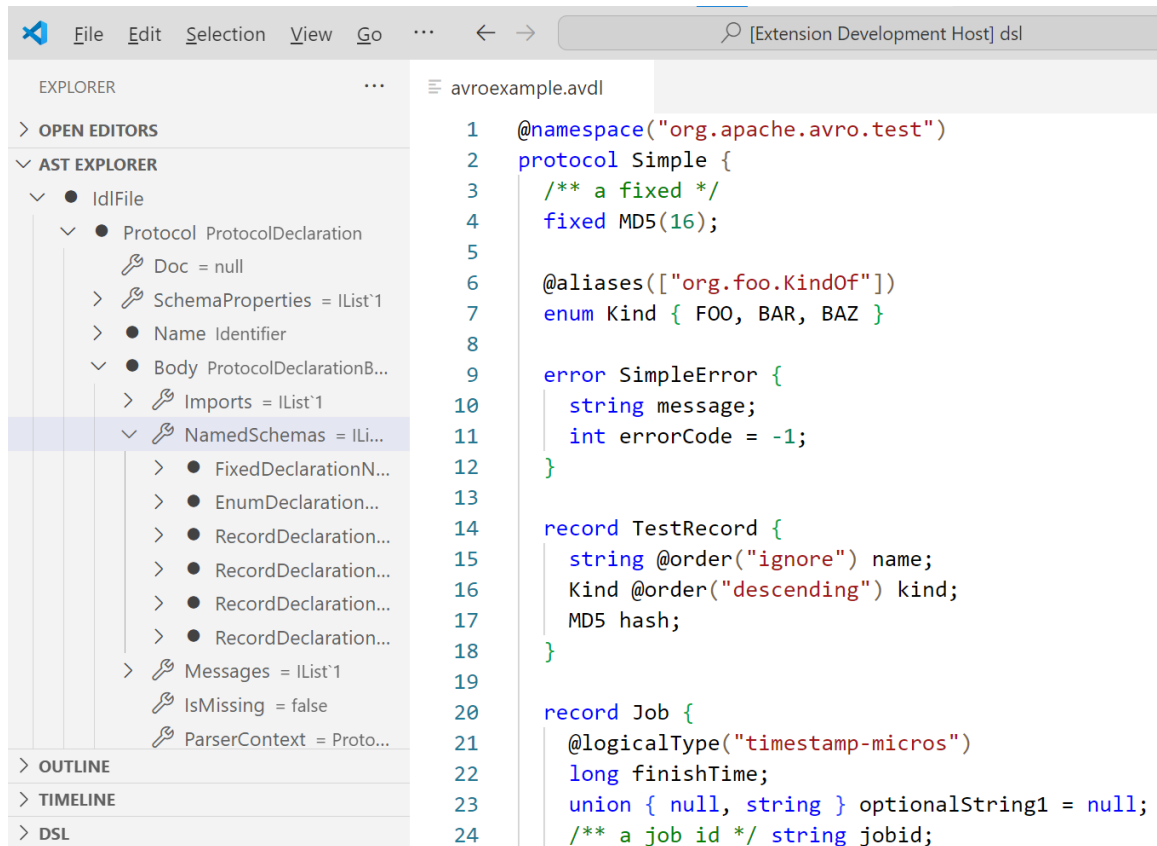 File Edit Selection View Go ··· ← → [Extension Development Host] dsl
EXPLORER ···
OPEN EDITORS
AST EXPLORER
IdlFile
Protocol ProtocolDeclaration
Doc = null
SchemaProperties = IList`1
Name Identifier
Body ProtocolDeclarationB...
Imports = IList`1
NamedSchemas = ILi...
FixedDeclarationN...
EnumDeclaration...
RecordDeclaration...
RecordDeclaration...
RecordDeclaration...
RecordDeclaration...
Messages = IList`1
IsMissing = false
ParserContext = Proto...
OUTLINE
TIMELINE
DSL
avroexample.avdl
1 @namespace("org.apache.avro.test")
2 protocol Simple {
3 /** a fixed */
4 fixed MD5(16);
5
6 @aliases(["org.foo.KindOf"])
7 enum Kind { FOO, BAR, BAZ }
8
9 error SimpleError {
10 string message;
11 int errorCode = -1;
12 }
13
14 record TestRecord {
15 string @order("ignore") name;
16 Kind @order("descending") kind;
17 MD5 hash;
18 }
19
20 record Job {
21 @logicalType("timestamp-micros")
22 long finishTime;
23 union { null, string } optionalString1 = null;
24 /** a job id */ string jobid;